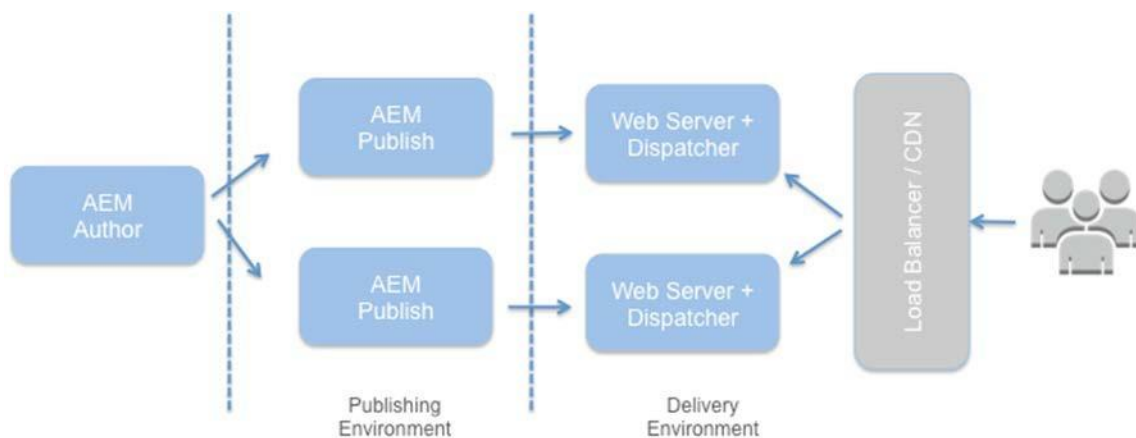 AEM
Author
AEM
Publish
AEM
Publish
Publishing
Environment
Web Server +
Dispatcher
Web Server +
Dispatcher
Delivery
Environment
Load Balancer / CDN